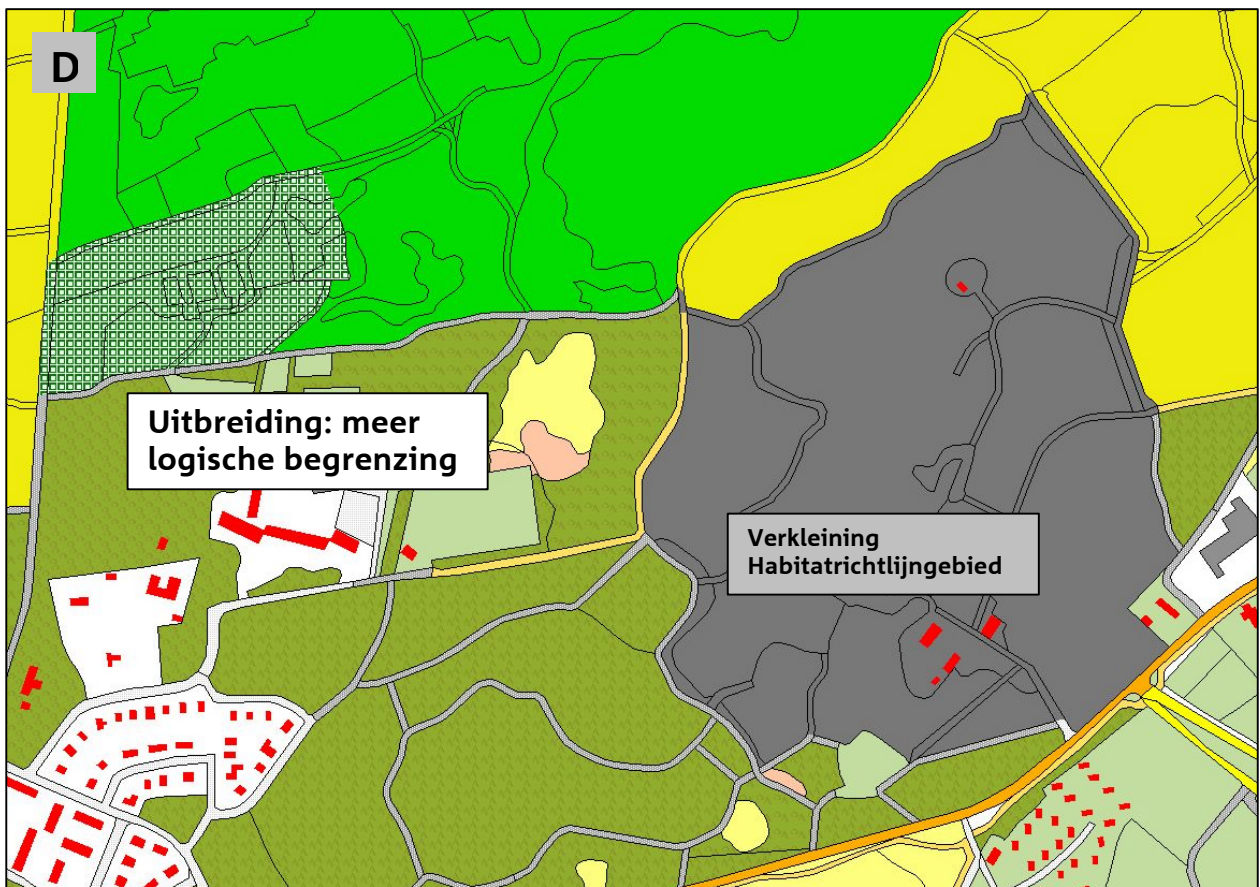 D
Uitbreiding: meer
logische begrenzing
Verkleining
Habitatrichtlijngebied